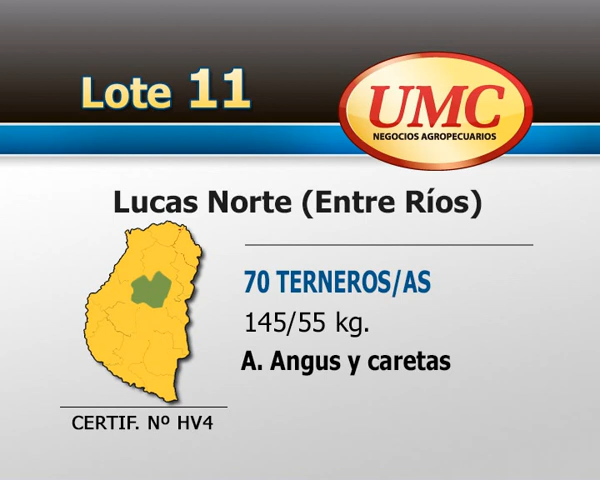 Lote 11
UMC
NEGOCIOS AGROPECUARIOS
Lucas Norte (Entre Ríos)
70 TERNEROS/AS
145/55 kg.
A. Angus y caretas
CERTIF. Nº HV4